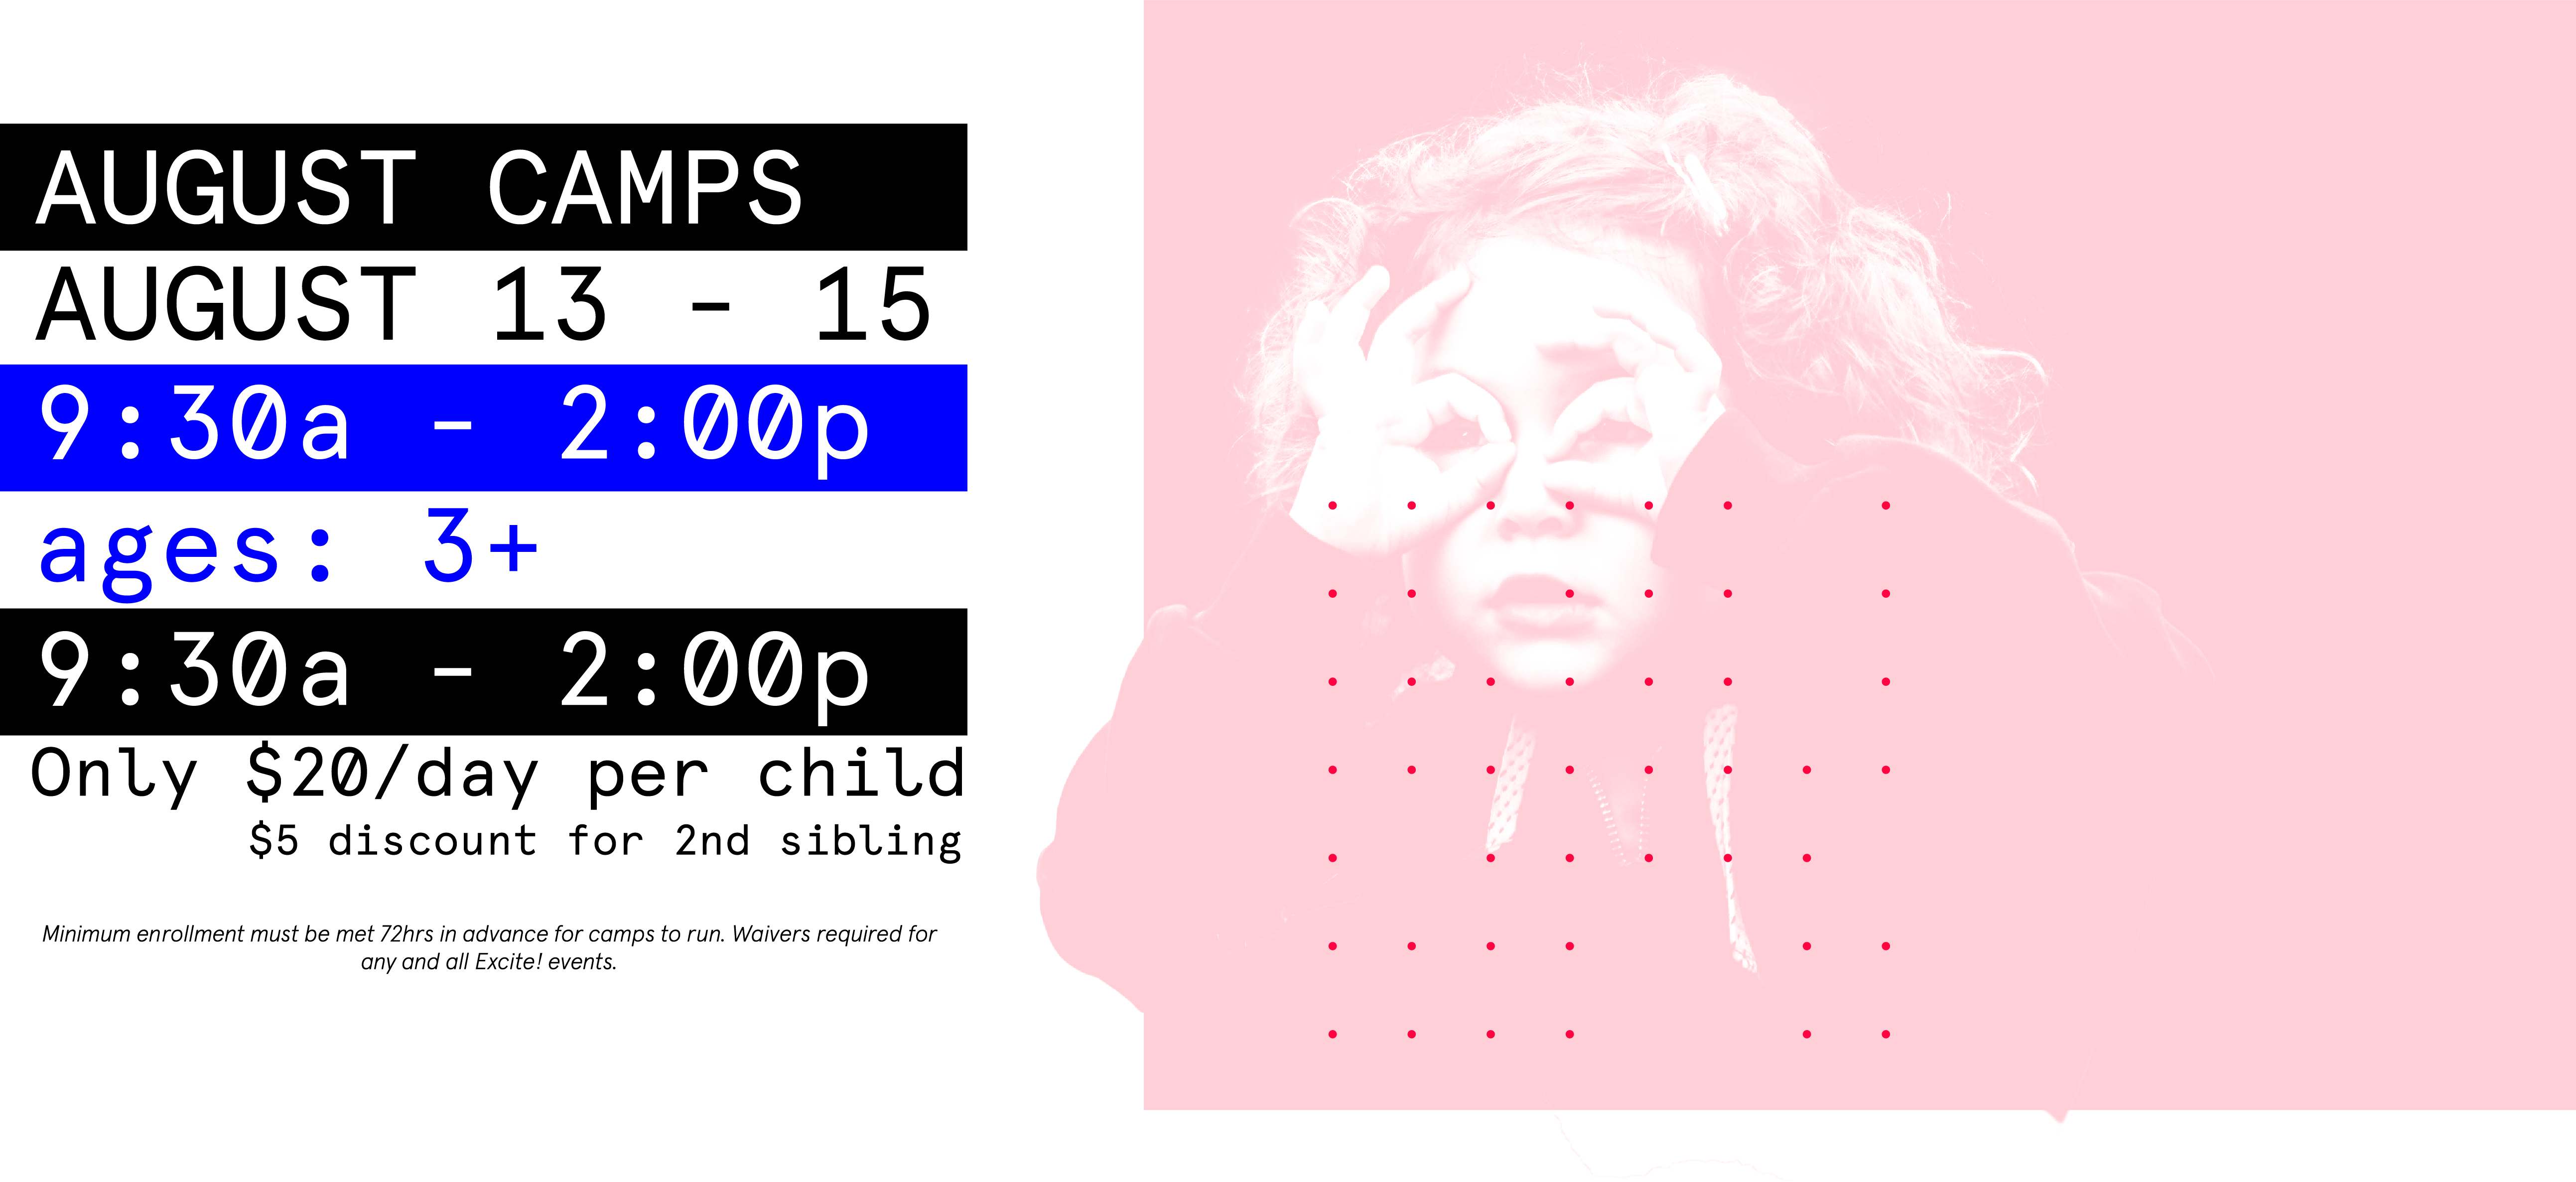 AUGUST CAMPS
AUGUST 13 - 15
9:30a - 2:00p
ages: 3+
9:30a - 2:00p
Only $20/day per child
$5 discount for 2nd sibling
Minimum enrollment must be met 72hrs in advance for camps to run. Waivers required for
any and all Excite! events.